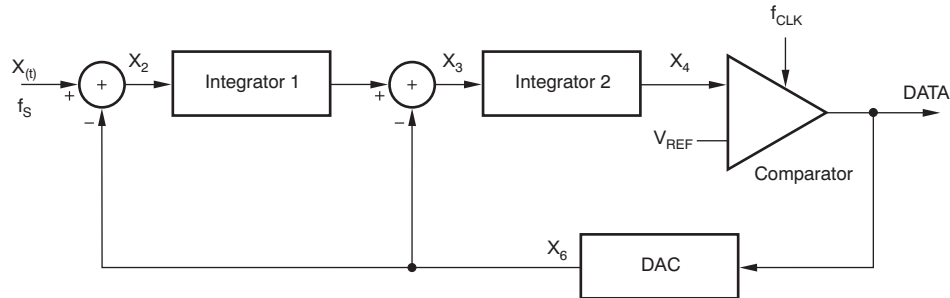 f_CLK
X_(t)
f_S
+
+
−
X_2
Integrator 1
+
+
−
X_3
Integrator 2
X_4
V_REF
Comparator
DATA
X_6
DAC